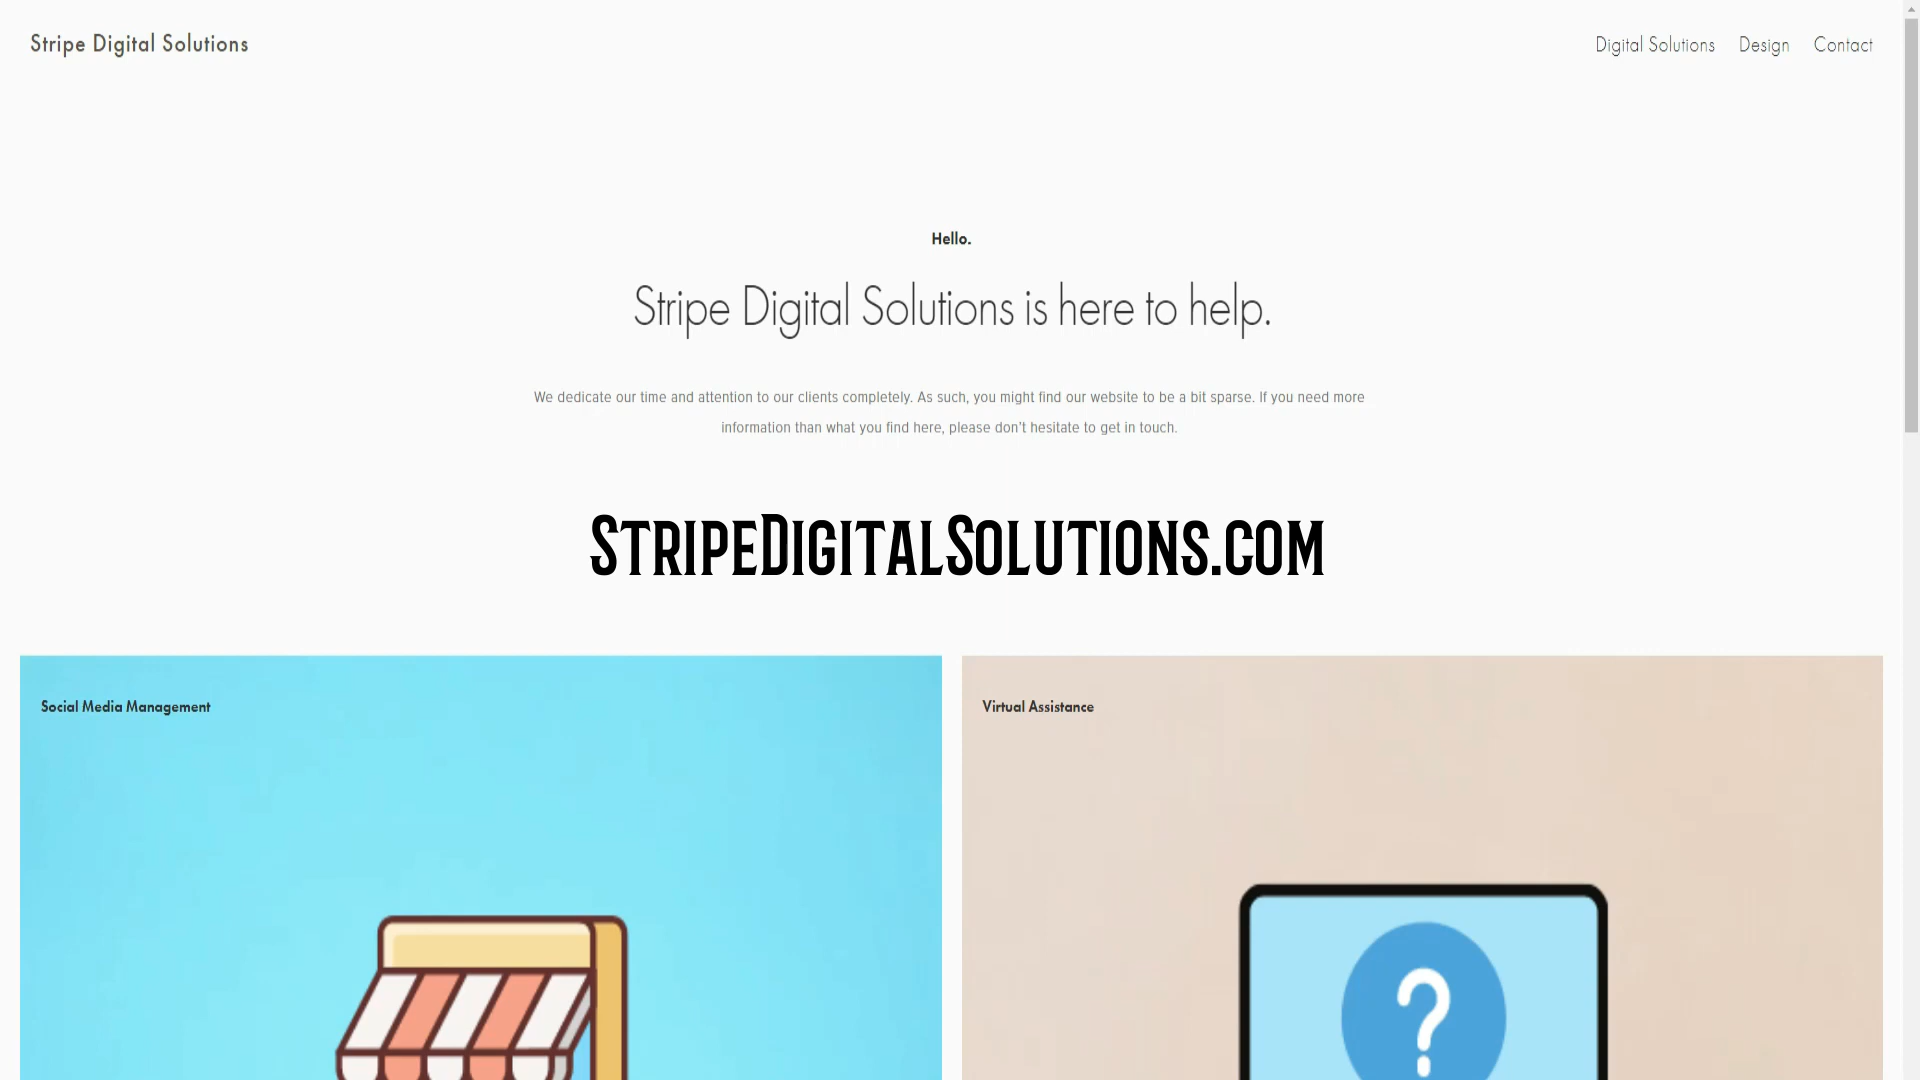 Stripe Digital Solutions
Digital Solutions Design Contact
Hello.
Stripe Digital Solutions is here to help.
We dedicate our time and attention to our clients completely. As such, you might find our website to be a bit sparse. If you need more
information than what you find here, please don't hesitate to get in touch.
StripeDigitalSolutions.com
Social Media Management
Virtual Assistance
?